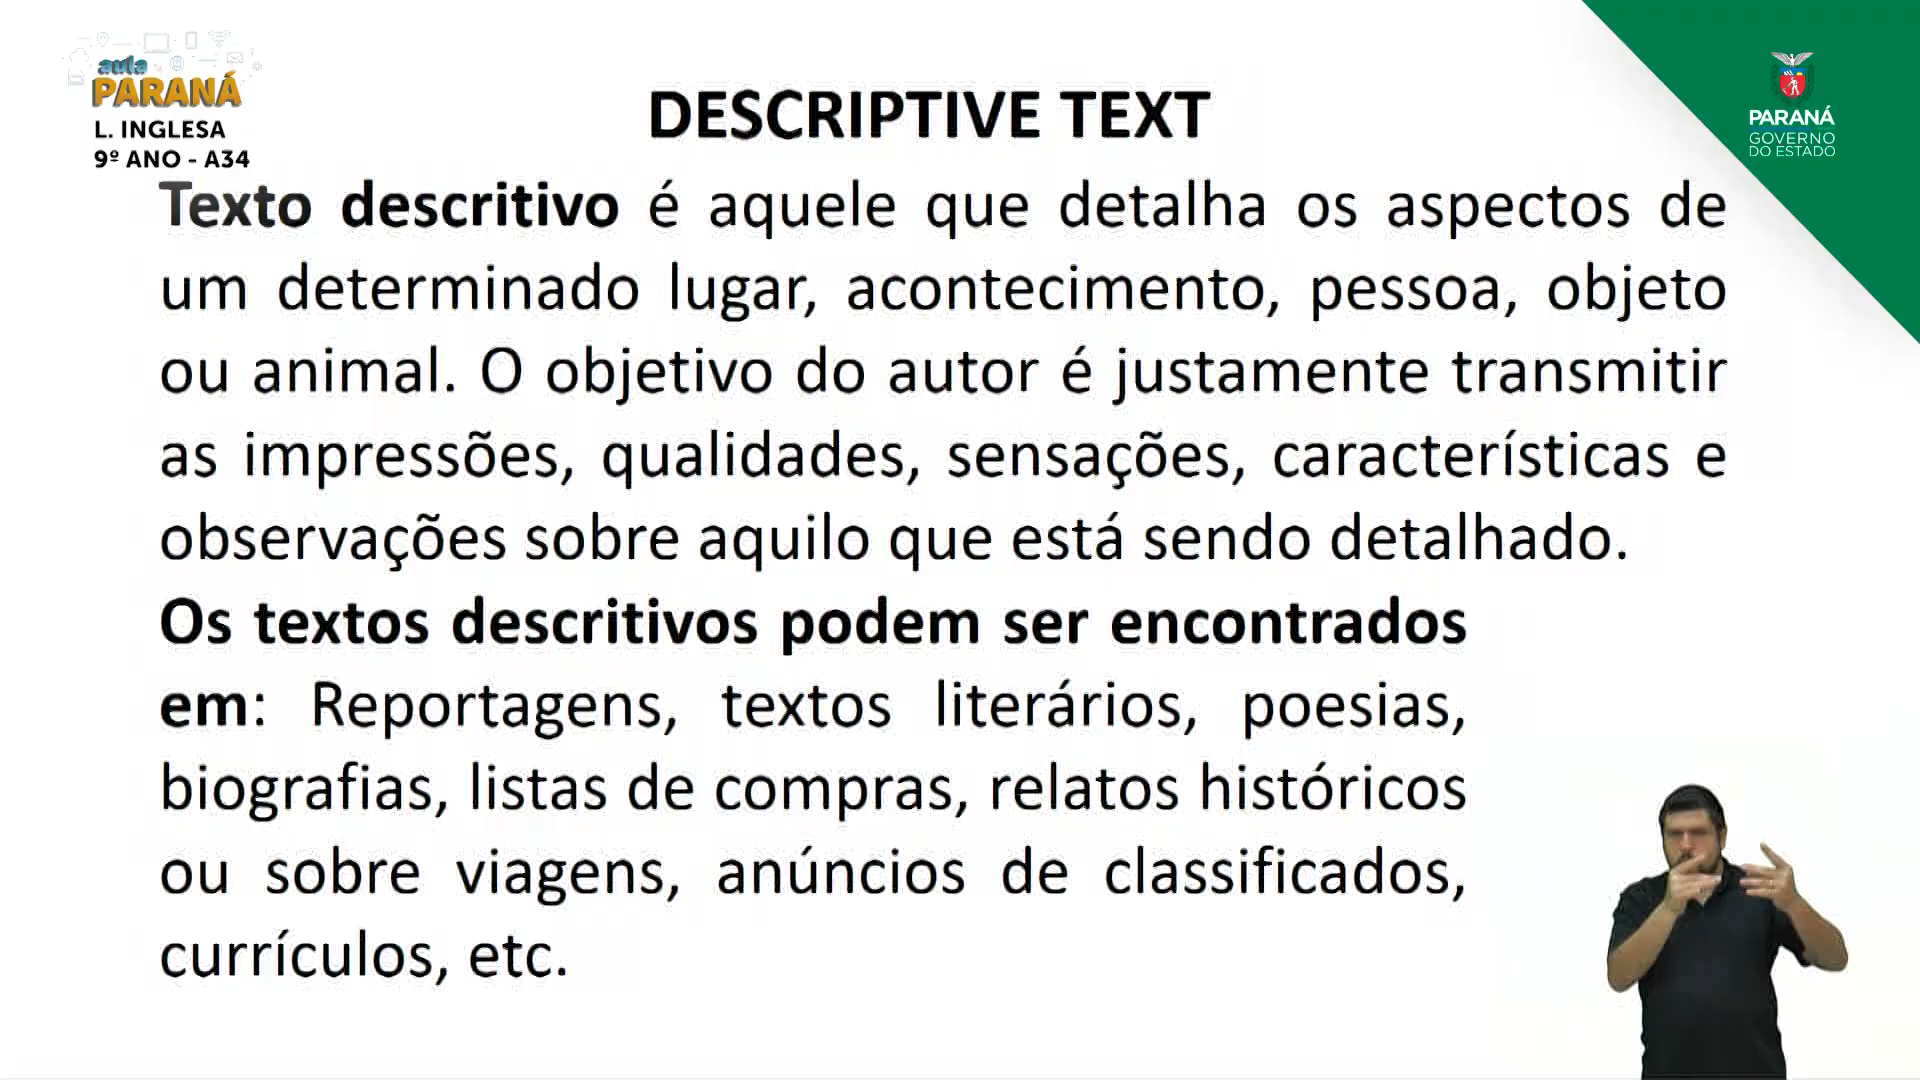 aula
PARANÁ
L. INGLESA
9º ANO - A34
DESCRIPTIVE TEXT
PARANÁ
GOVERNO
DO ESTADO
Texto descritivo é aquele que detalha os aspectos de
um determinado lugar, acontecimento, pessoa, objeto
ou animal. O objetivo do autor é justamente transmitir
as impressões, qualidades, sensações, características e
observações sobre aquilo que está sendo detalhado.
Os textos descritivos podem ser encontrados
em: Reportagens, textos literários, poesias,
biografias, listas de compras, relatos históricos
ou sobre viagens, anúncios de classificados,
currículos, etc.